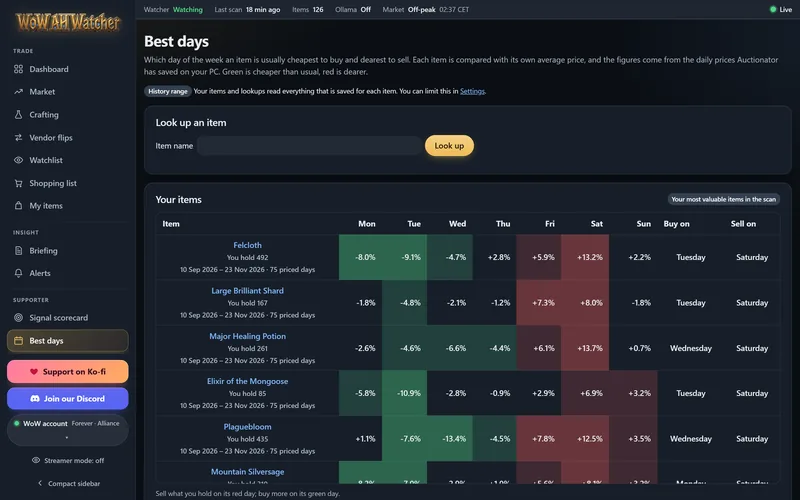 WoW AH Watcher
Watcher Watching Last scan 18 min ago Items 126 Ollama Off Market Off-peak 02:37 CET Live
TRADE
Dashboard
Market
Crafting
Vendor flips
Watchlist
Shopping list
My items
INSIGHT
Briefing
Alerts
SUPPORTER
Signal scorecard
Best days
Support on Ko-fi
Join our Discord
WoW account Forever · Alliance
Streamer mode: off
Compact sidebar
Best days
Which day of the week an item is usually cheapest to buy and dearest to sell. Each item is compared with its own average price, and the figures come from the daily prices Auctionator
has saved on your PC. Green is cheaper than usual, red is dearer.
History range Your items and lookups read everything that is saved for each item. You can limit this in Settings.
Look up an item
Item name Look up
Your items Your most valuable items in the scan
Item Mon Tue Wed Thu Fri Sat Sun Buy on Sell on
Felcloth
You hold 492
10 Sep 2026 – 23 Nov 2026 · 75 priced days
-8.0% -9.1% -4.7% +2.8% +5.9% +13.2% +2.2% Tuesday Saturday
Large Brilliant Shard
You hold 167
10 Sep 2026 – 23 Nov 2026 · 75 priced days
-1.8% -4.8% -2.1% -1.2% +7.3% +8.0% -1.8% Tuesday Saturday
Major Healing Potion
You hold 261
10 Sep 2026 – 23 Nov 2026 · 75 priced days
-2.6% -4.6% -6.6% -4.4% +6.1% +13.7% +0.7% Wednesday Saturday
Elixir of the Mongoose
You hold 85
10 Sep 2026 – 23 Nov 2026 · 75 priced days
-5.8% -10.9% -2.8% -0.9% +2.9% +6.9% +3.2% Tuesday Saturday
Plaguebloom
You hold 435
10 Sep 2026 – 23 Nov 2026 · 75 priced days
+1.1% -7.6% -13.4% -4.5% +7.8% +12.5% +3.5% Wednesday Saturday
Mountain Silversage
Sell what you hold on its red day; buy more on its green day.